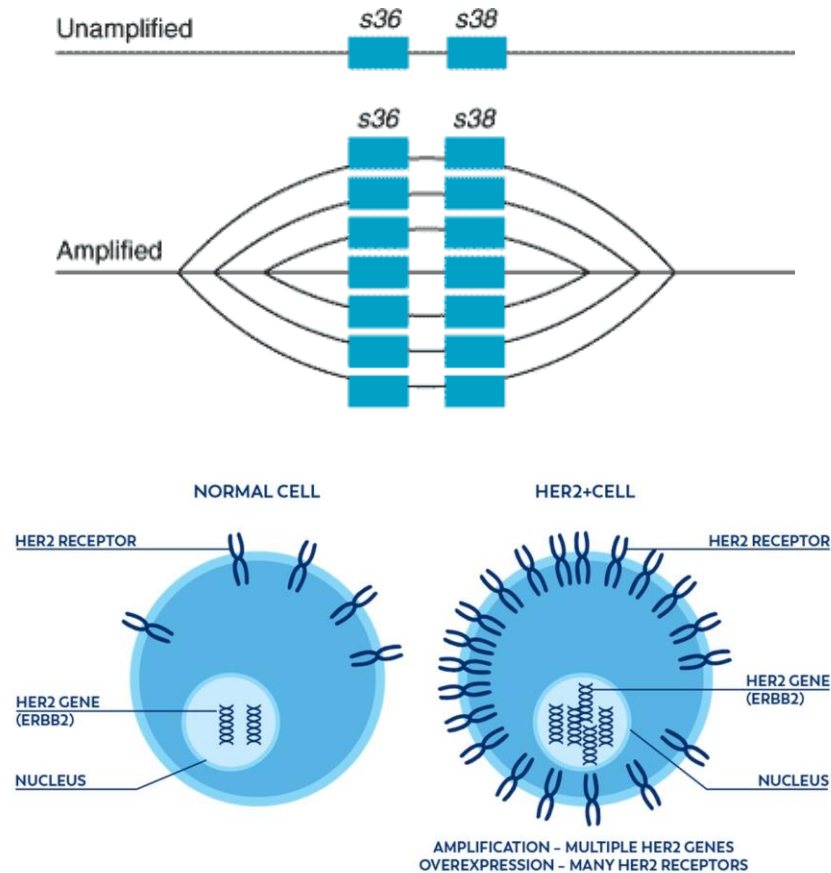 Unamplified
s36 s38
s36 s38
Amplified
NORMAL CELL
HER2+CELL
HER2 RECEPTOR
HER2 RECEPTOR
HER2 GENE
(ERBB2)
HER2 GENE
(ERBB2)
NUCLEUS
NUCLEUS
AMPLIFICATION – MULTIPLE HER2 GENES
OVEREXPRESSION – MANY HER2 RECEPTORS